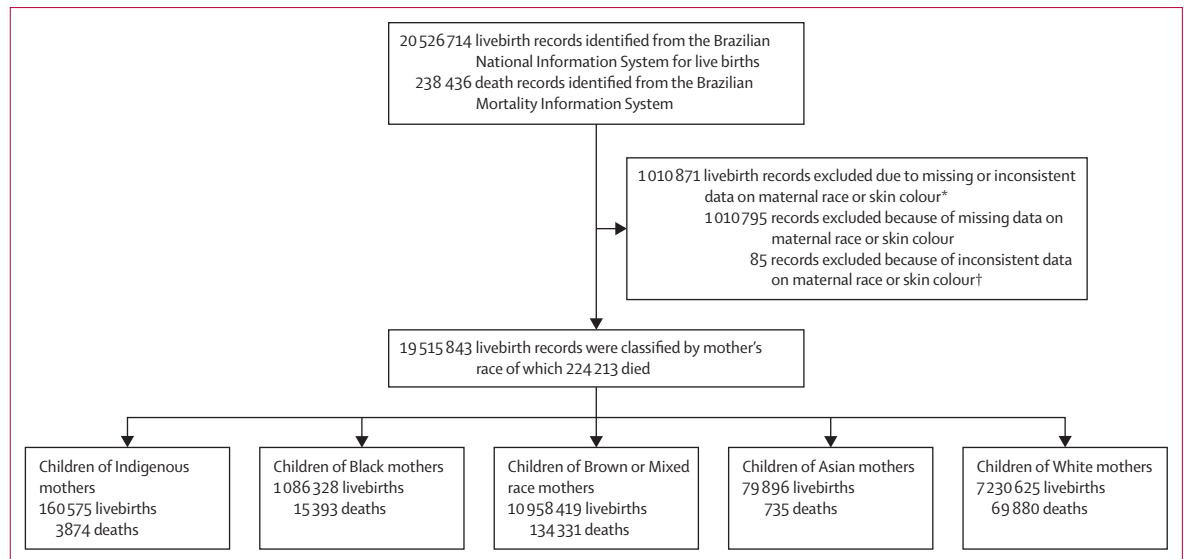 20 526 714 livebirth records identified from the Brazilian
National Information System for live births
238 436 death records identified from the Brazilian
Mortality Information System
1 010 871 livebirth records excluded due to missing or inconsistent
data on maternal race or skin colour*
1 010 795 records excluded because of missing data on
maternal race or skin colour
85 records excluded because of inconsistent data
on maternal race or skin colour†
19 515 843 livebirth records were classified by mother's
race of which 224 213 died
Children of Indigenous
mothers
160 575 livebirths
3874 deaths
Children of Black mothers
1 086 328 livebirths
15 393 deaths
Children of Brown or Mixed
race mothers
10 958 419 livebirths
134 331 deaths
Children of Asian mothers
79 896 livebirths
735 deaths
Children of White mothers
7 230 625 livebirths
69 880 deaths